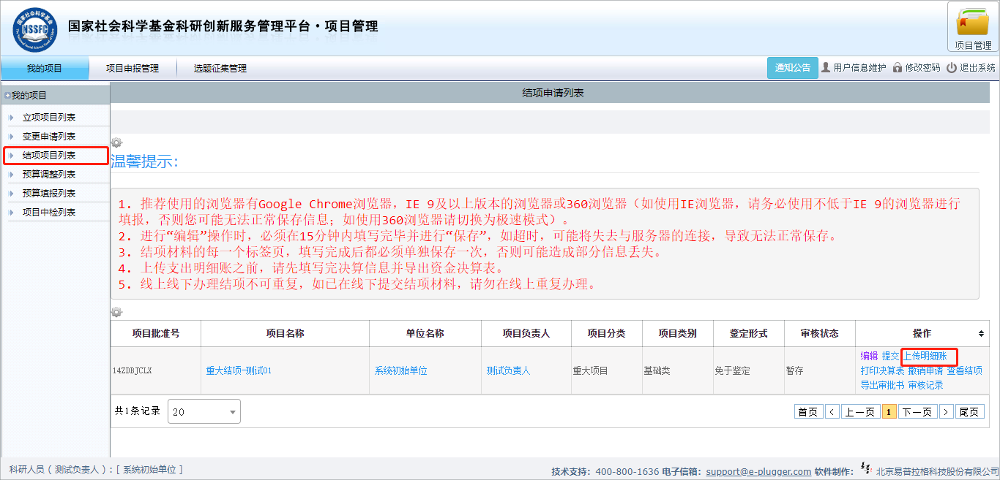 国家社会科学基金
NSSFC
国家社会科学基金科研创新服务管理平台·项目管理
项目管理
我的项目 项目申报管理 选题征集管理 通知公告 用户信息维护 修改密码 退出系统
我的项目
立项项目列表
变更申请列表
结项项目列表
预算调整列表
预算填报列表
项目中检列表
结项申请列表
温馨提示：
1. 推荐使用的浏览器有Google Chrome浏览器，IE 9及以上版本的浏览器或360浏览器（如使用IE浏览器，请务必使用不低于IE 9的浏览器进行
填报，否则您可能无法正常保存信息；如使用360浏览器请切换为极速模式）。
2. 进行“编辑”操作时，必须在15分钟内填写完毕并进行“保存”，如超时，可能将失去与服务器的连接，导致无法正常保存。
3. 结项材料的每一个标签页，填写完成后都必须单独保存一次，否则可能造成部分信息丢失。
4. 上传支出明细账之前，请先填写完决算信息并导出资金决算表。
5. 线上线下办理结项不可重复，如已在线下提交结项材料，请勿在线上重复办理。
项目批准号 项目名称 单位名称 项目负责人 项目分类 项目类别 鉴定形式 审核状态 操作
14ZDBJCLX 重大结项-测试01 系统初始单位 测试负责人 重大项目 基础类 免于鉴定 暂存
编辑 提交 上传明细账
打印决算表 撤销申请 查看结项
导出审批书 审核记录
共1条记录 20 首页 < 上一页 1 下一页 > 尾页
科研人员 ( 测试负责人 ) : [ 系统初始单位 ]
技术支持：400-800-1636 电子信箱：support@e-plugger.com 软件制作： 北京易普拉格科技股份有限公司